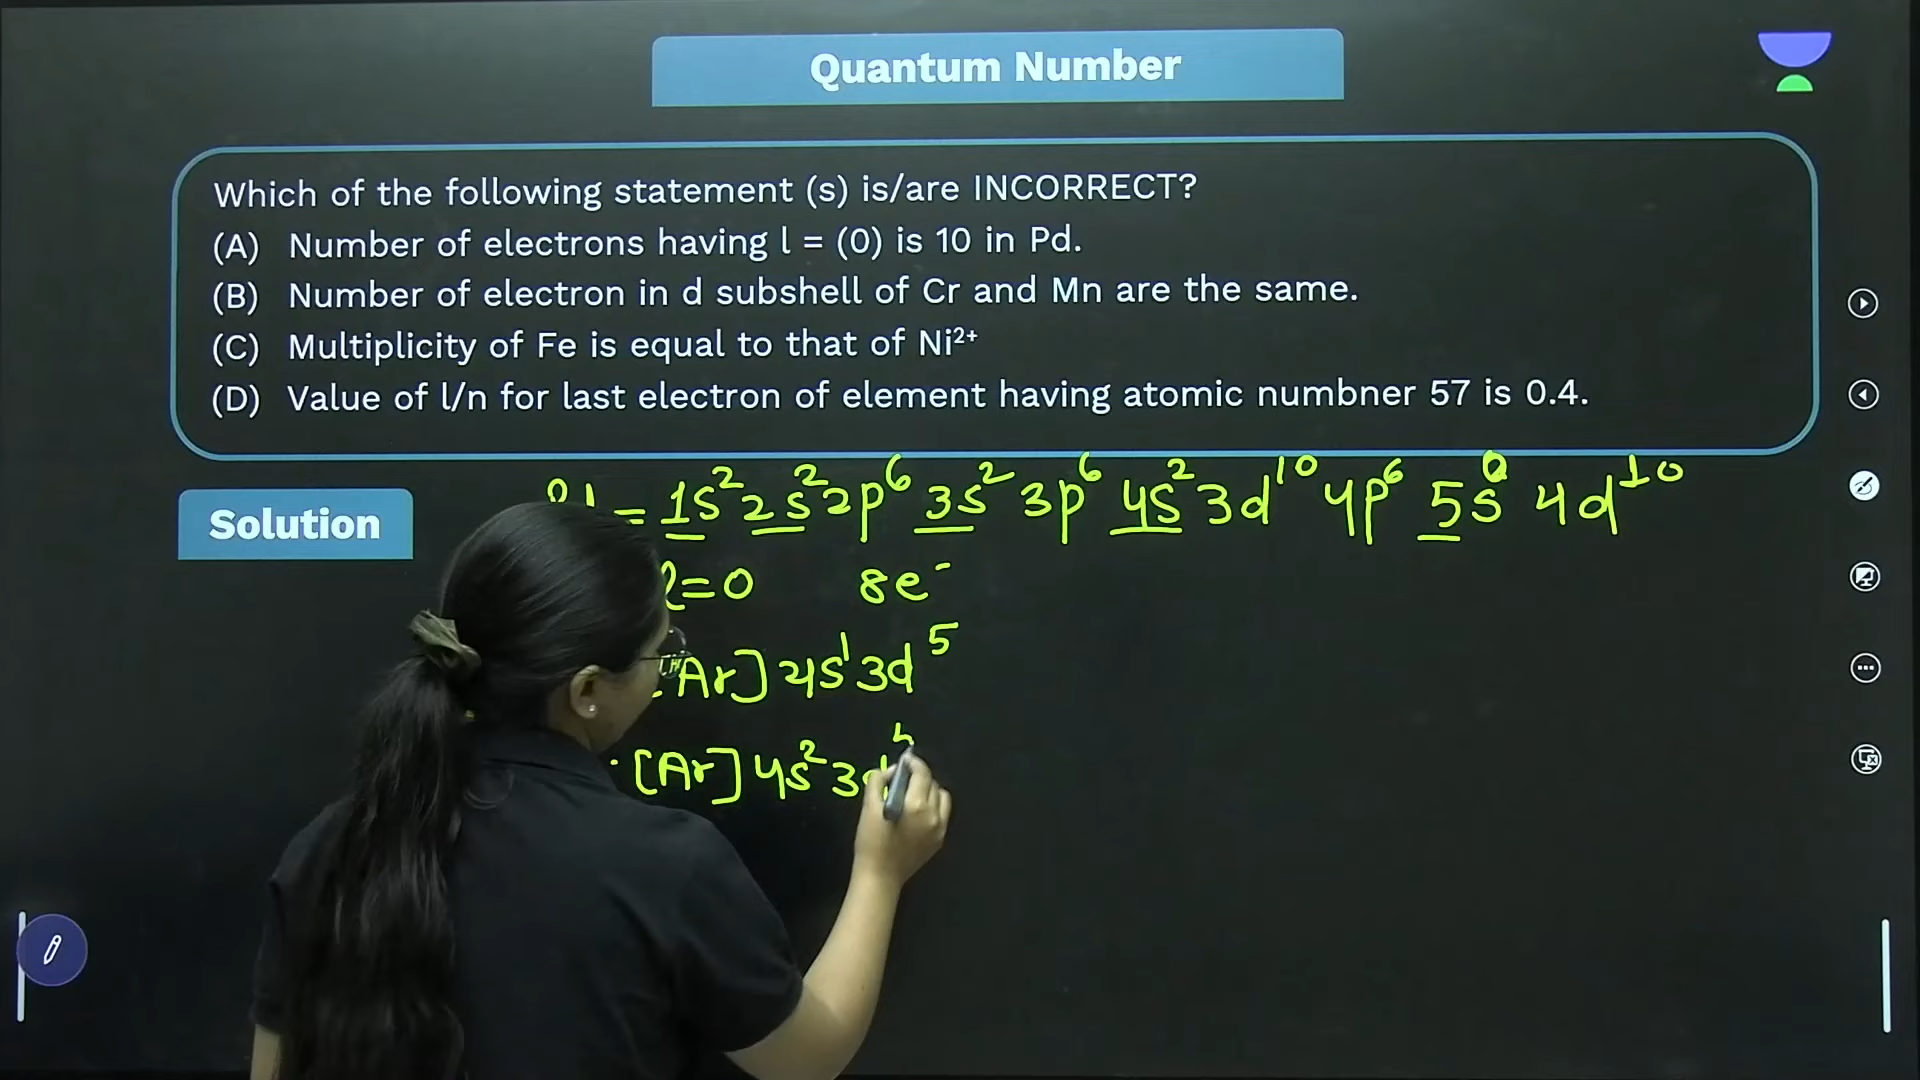 Quantum Number
Which of the following statement (s) is/are INCORRECT?
(A) Number of electrons having l = (0) is 10 in Pd.
(B) Number of electron in d subshell of Cr and Mn are the same.
(C) Multiplicity of Fe is equal to that of Ni²⁺
(D) Value of l/n for last electron of element having atomic numbner 57 is 0.4.
Solution
= 1s² 2s² 2p⁶ 3s² 3p⁶ 4s² 3d¹⁰ 4p⁶ 5s⁰ 4d¹⁰
l=0 8e⁻
[Ar] 4s¹ 3d⁵
[Ar] 4s² 3d